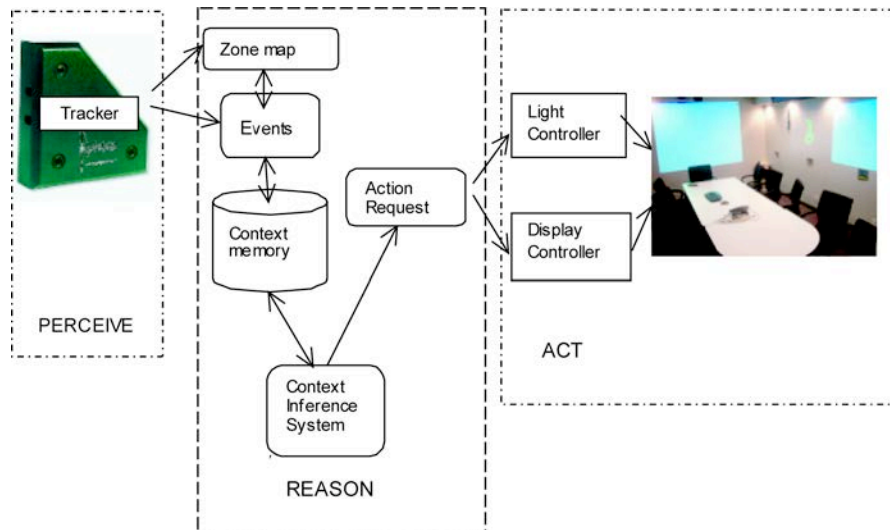 Tracker
PERCEIVE
Zone map
Events
Context
memory
Action
Request
Context
Inference
System
REASON
Light
Controller
Display
Controller
ACT